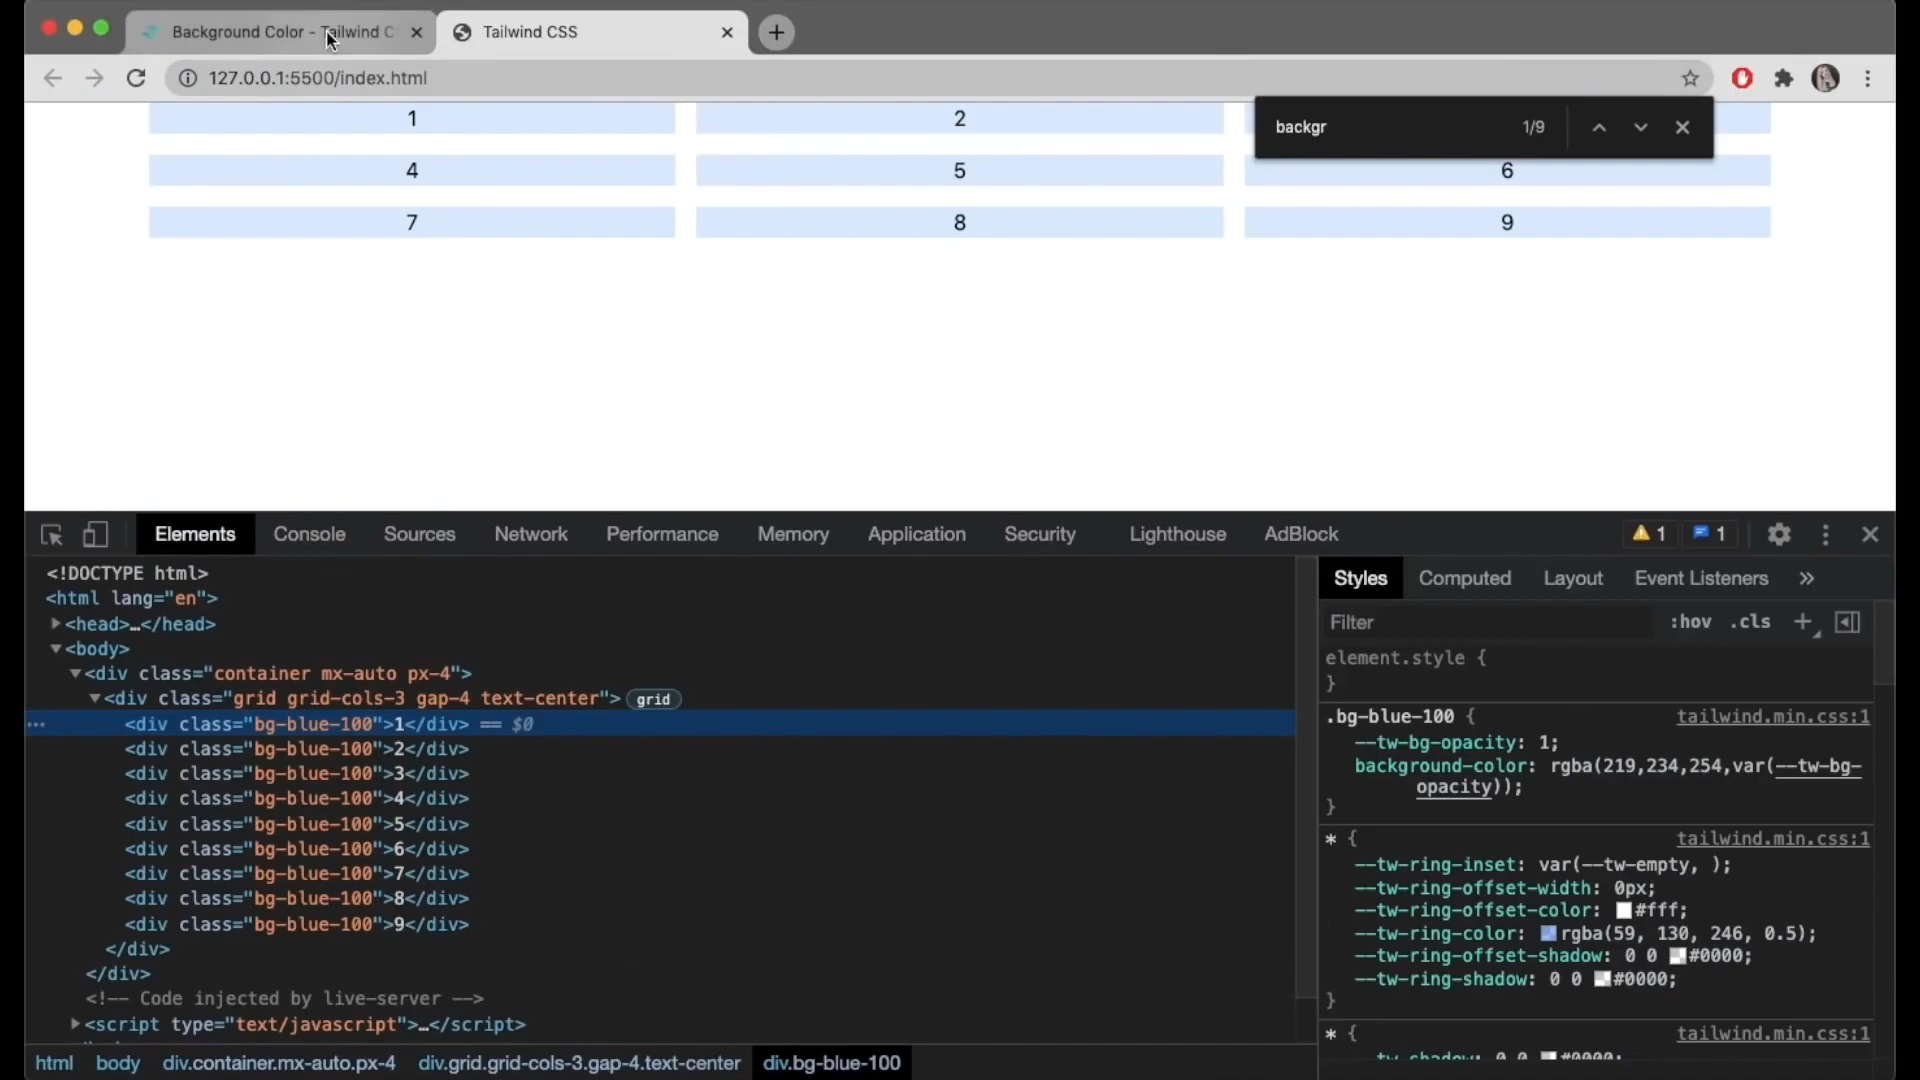 Background Color - Tailwind C
Tailwind CSS
127.0.0.1:5500/index.html
backgr 1/9
1 2
4 5 6
7 8 9
Elements Console Sources Network Performance Memory Application Security Lighthouse AdBlock 1 1
<!DOCTYPE html>
<html lang="en">
<head>…</head>
<body>
<div class="container mx-auto px-4">
<div class="grid grid-cols-3 gap-4 text-center"> grid
<div class="bg-blue-100">1</div> == $0
<div class="bg-blue-100">2</div>
<div class="bg-blue-100">3</div>
<div class="bg-blue-100">4</div>
<div class="bg-blue-100">5</div>
<div class="bg-blue-100">6</div>
<div class="bg-blue-100">7</div>
<div class="bg-blue-100">8</div>
<div class="bg-blue-100">9</div>
</div>
</div>
<!-- Code injected by live-server -->
<script type="text/javascript">…</script>
html body div.container.mx-auto.px-4 div.grid.grid-cols-3.gap-4.text-center div.bg-blue-100
Styles Computed Layout Event Listeners »
Filter :hov .cls +
element.style {
}
.bg-blue-100 { tailwind.min.css:1
--tw-bg-opacity: 1;
background-color: rgba(219,234,254,var(--tw-bg-
opacity));
}
* { tailwind.min.css:1
--tw-ring-inset: var(--tw-empty, );
--tw-ring-offset-width: 0px;
--tw-ring-offset-color: #fff;
--tw-ring-color: rgba(59, 130, 246, 0.5);
--tw-ring-offset-shadow: 0 0 #0000;
--tw-ring-shadow: 0 0 #0000;
}
* { tailwind.min.css:1
--tw-shadow: 0 0 #0000;